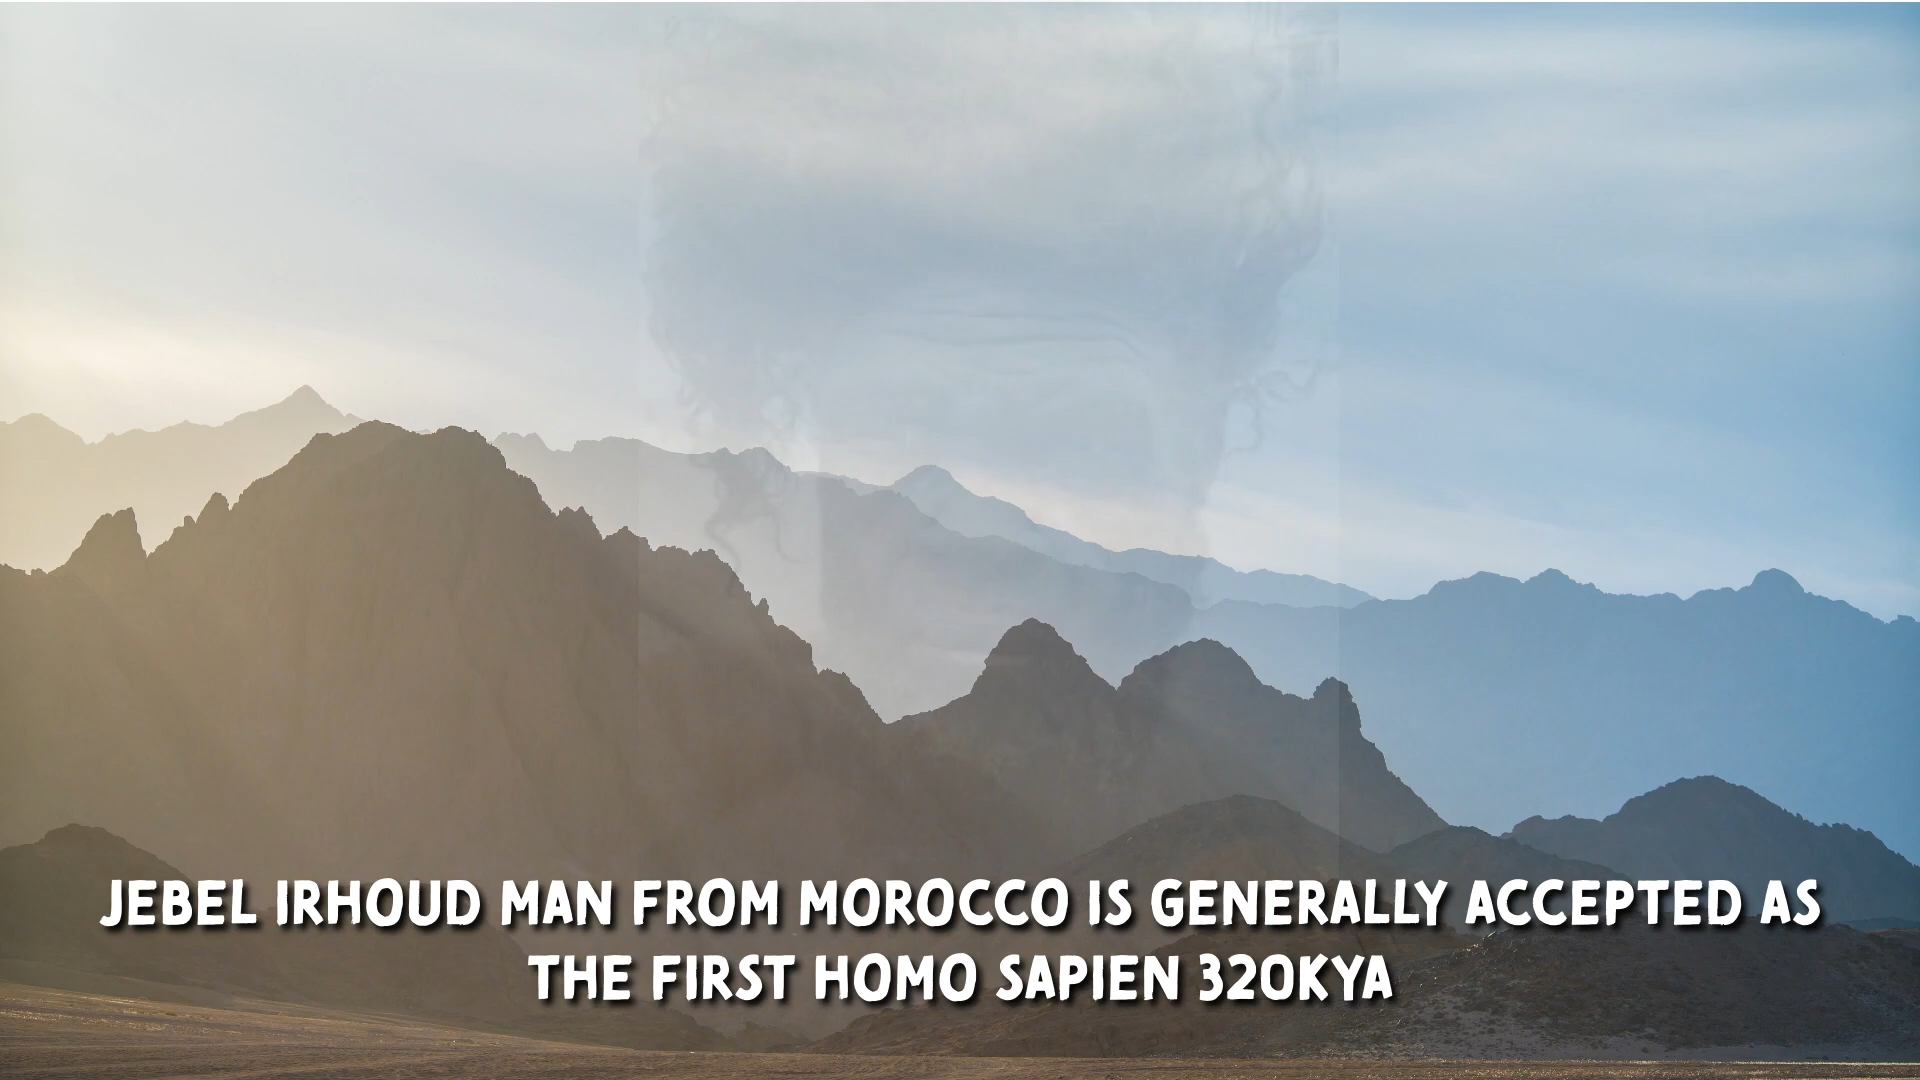 JEBEL IRHOUD MAN FROM MOROCCO IS GENERALLY ACCEPTED AS
THE FIRST HOMO SAPIEN 320KYA